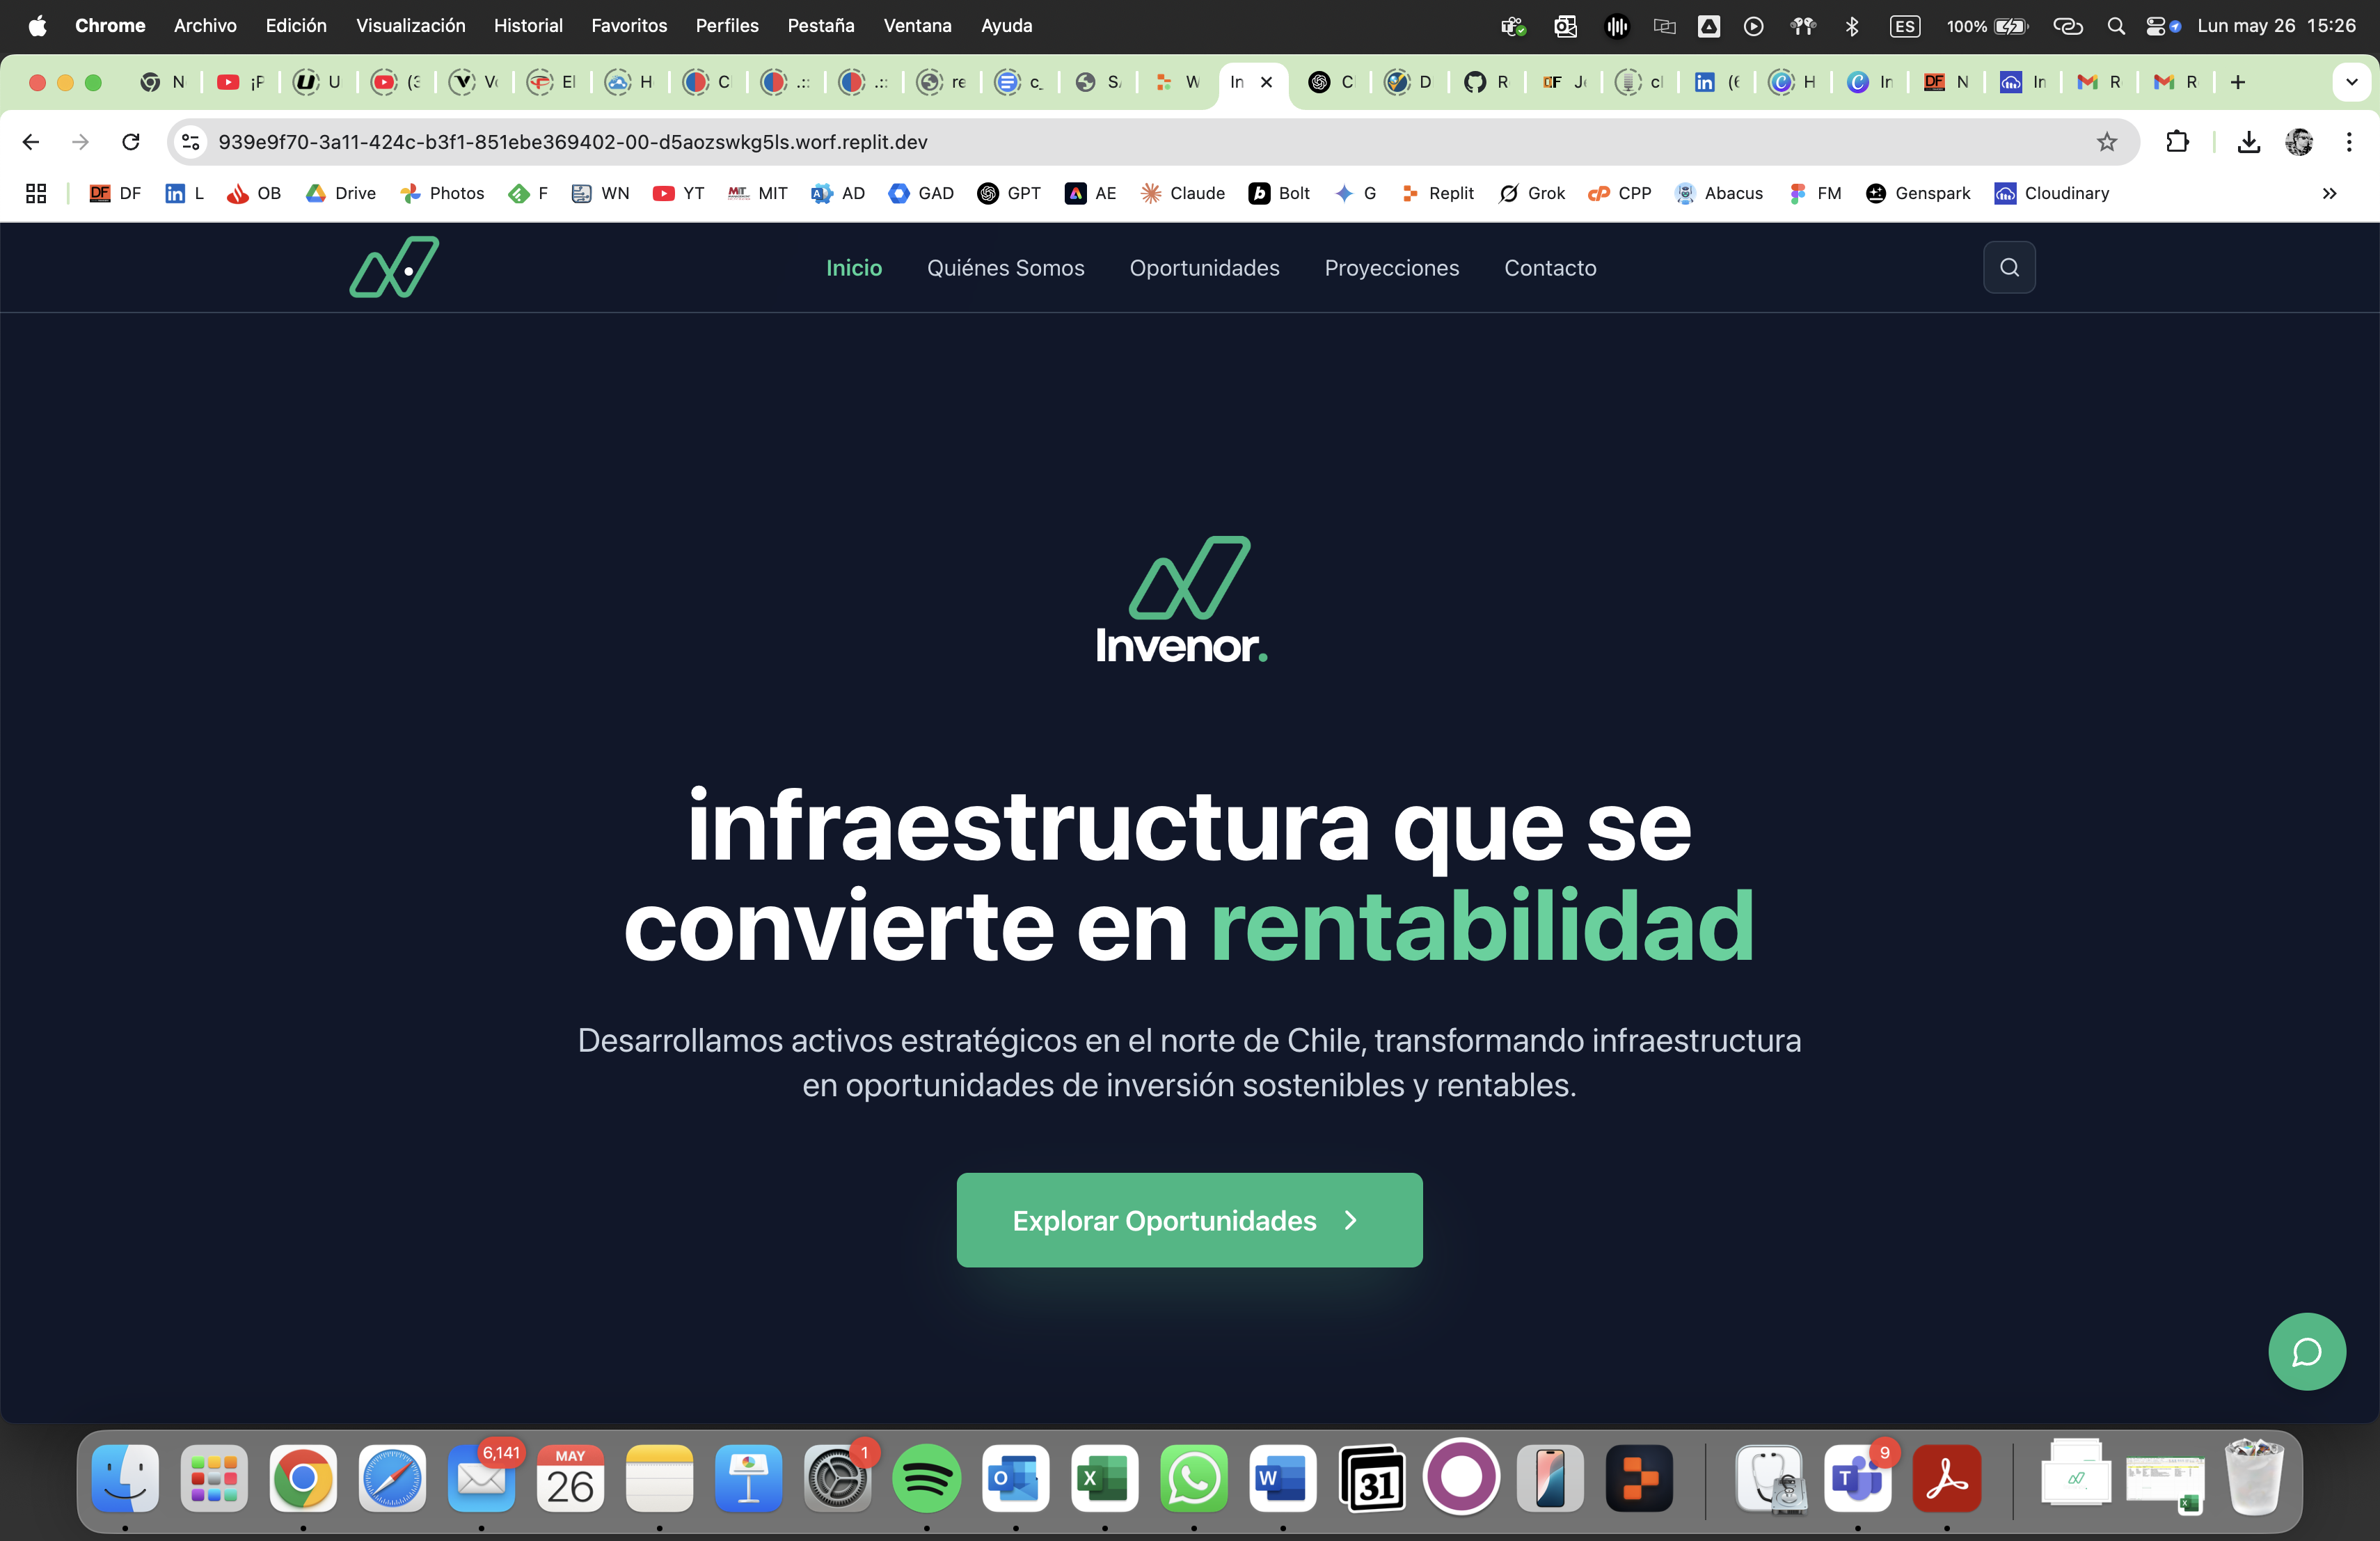 Chrome Archivo Edición Visualización Historial Favoritos Perfiles Pestaña Ventana Ayuda ES 100% Lun may 26 15:26
N ¡P U (3 V El H C .: .: re c_ S W In C D R J cl (6 H In N In R R
939e9f70-3a11-424c-b3f1-851ebe369402-00-d5aozswkg5ls.worf.replit.dev
DF L OB Drive Photos F WN YT MIT AD GAD GPT AE Claude Bolt G Replit Grok CPP Abacus FM Genspark Cloudinary
Inicio Quiénes Somos Oportunidades Proyecciones Contacto
Invenor.
infraestructura que se
convierte en rentabilidad
Desarrollamos activos estratégicos en el norte de Chile, transformando infraestructura
en oportunidades de inversión sostenibles y rentables.
Explorar Oportunidades
6,141 MAY 26 1 31 9